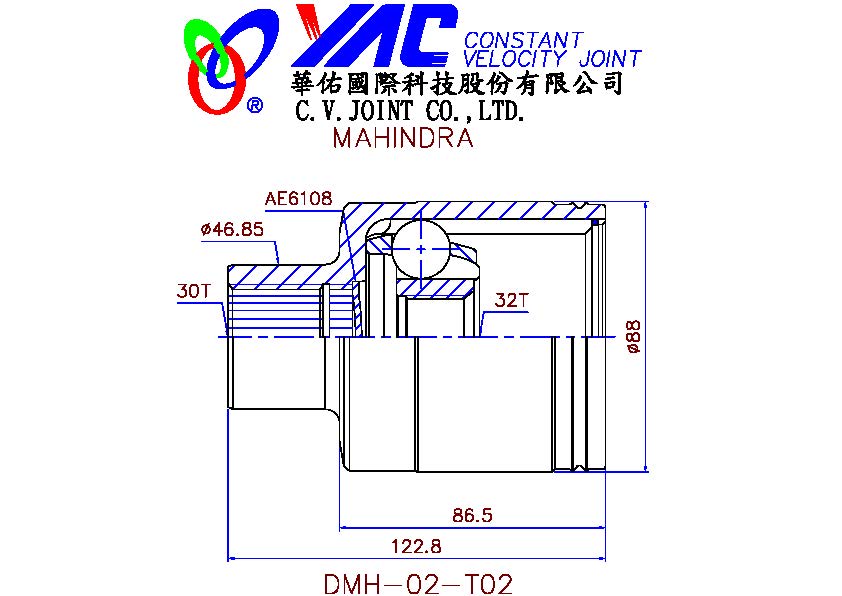 YAC CONSTANT
VELOCITY JOINT
®
華佑國際科技股份有限公司
C.V.JOINT CO.,LTD.
MAHINDRA
AE6108
ø46.85
30T
32T
ø88
86.5
122.8
DMH-02-T02